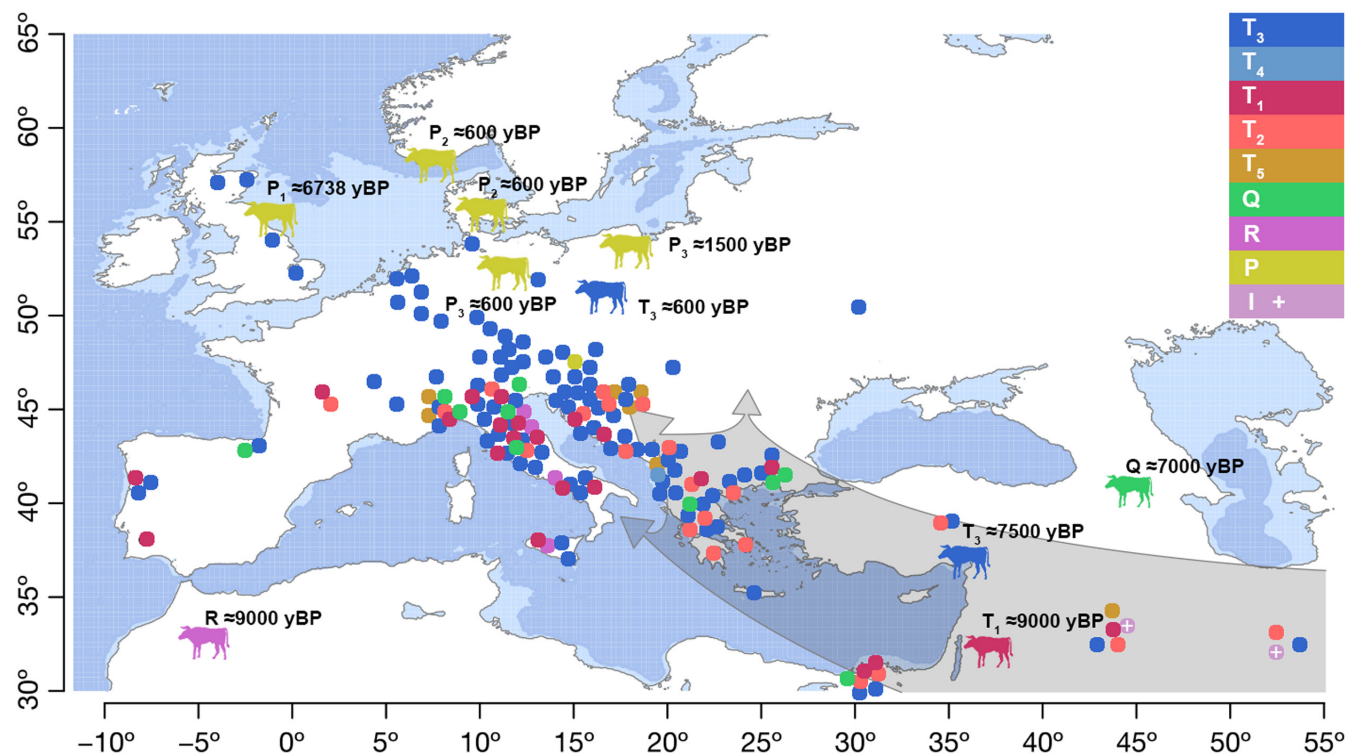 65°
60°
55°
50°
45°
40°
35°
30°
P2 ≈600 yBP
P1 ≈6738 yBP
P2 ≈600 yBP
P3 ≈1500 yBP
P3 ≈600 yBP
T3 ≈600 yBP
Q ≈7000 yBP
T3 ≈7500 yBP
R ≈9000 yBP
T1 ≈9000 yBP
T3
T4
T1
T2
T5
Q
R
P
I +
+
+
−10° −5° 0° 5° 10° 15° 20° 25° 30° 35° 40° 45° 50° 55°